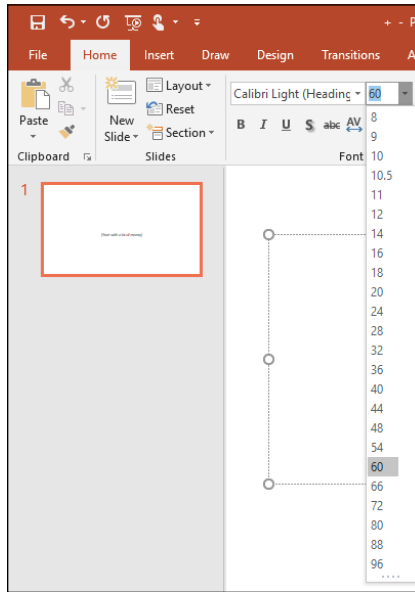 + - P
File Home Insert Draw Design Transitions A
Paste
New
Slide
Layout
Reset
Section
Calibri Light (Heading 60
B I U S abc AV
Clipboard Slides Font
8
9
10
10.5
11
12
14
16
18
20
24
28
32
36
40
44
48
54
60
66
72
80
88
96
1